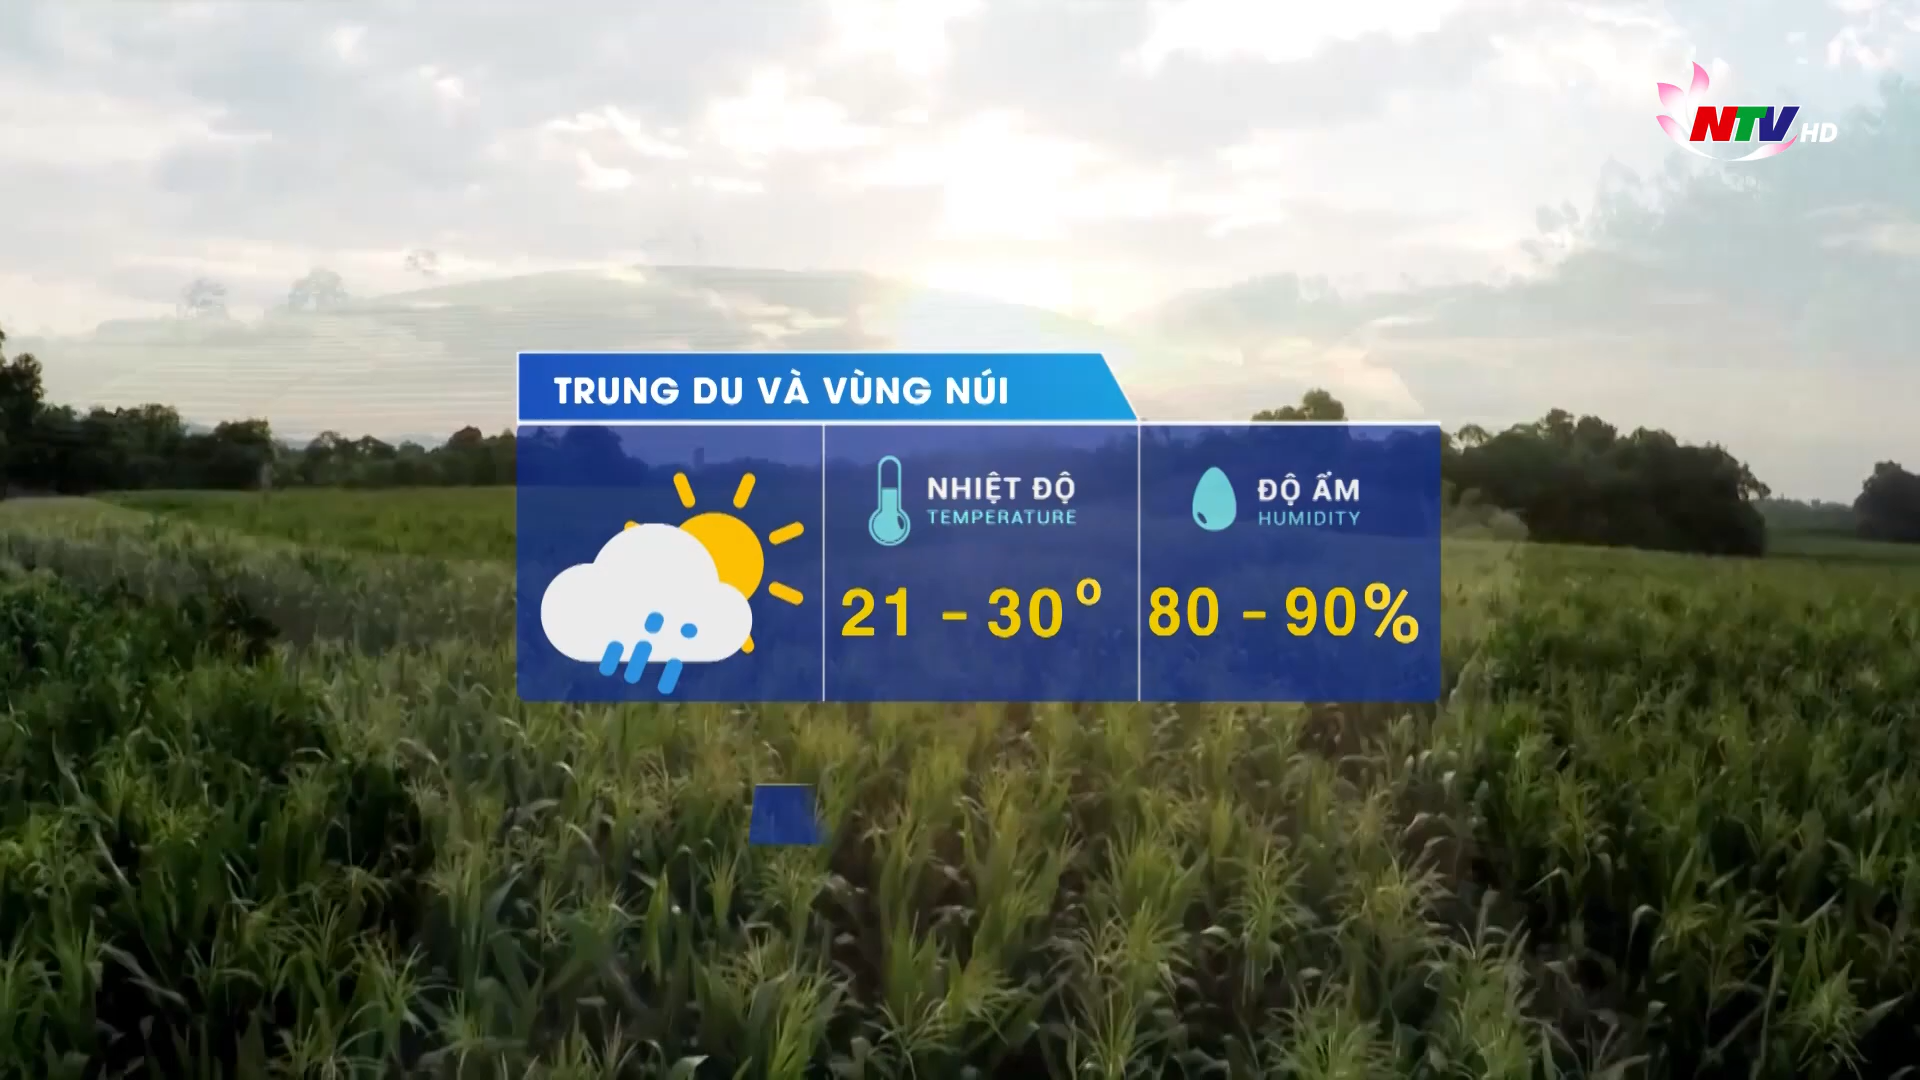 NTV HD
TRUNG DU VÀ VÙNG NÚI
NHIỆT ĐỘ
TEMPERATURE
21 - 30°
ĐỘ ẨM
HUMIDITY
80 - 90%